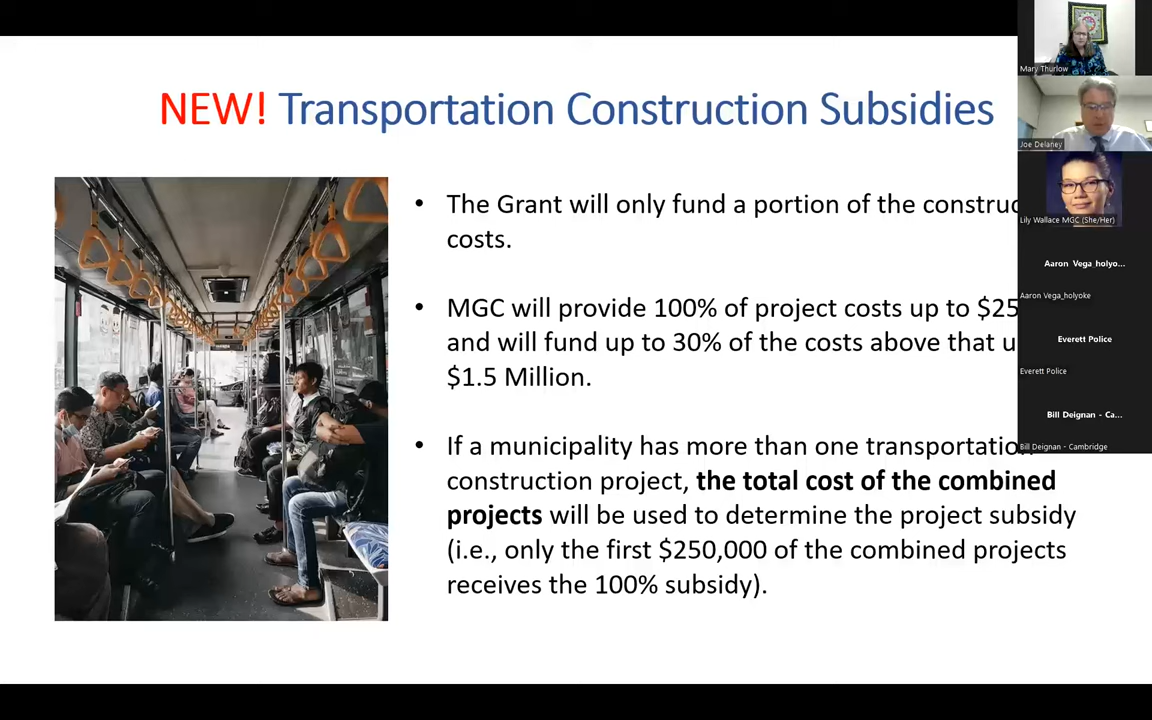 NEW! Transportation Construction Subsidies
• The Grant will only fund a portion of the construc
costs.
• MGC will provide 100% of project costs up to $25
and will fund up to 30% of the costs above that u
$1.5 Million.
• If a municipality has more than one transportation
construction project, the total cost of the combined
projects will be used to determine the project subsidy
(i.e., only the first $250,000 of the combined projects
receives the 100% subsidy).
Mary Thurlow
Joe Delaney
Lily Wallace MGC (She/Her)
Aaron Vega_holyo...
Aaron Vega_holyoke
Everett Police
Everett Police
Bill Deignan - Ca...
Bill Deignan - Cambridge